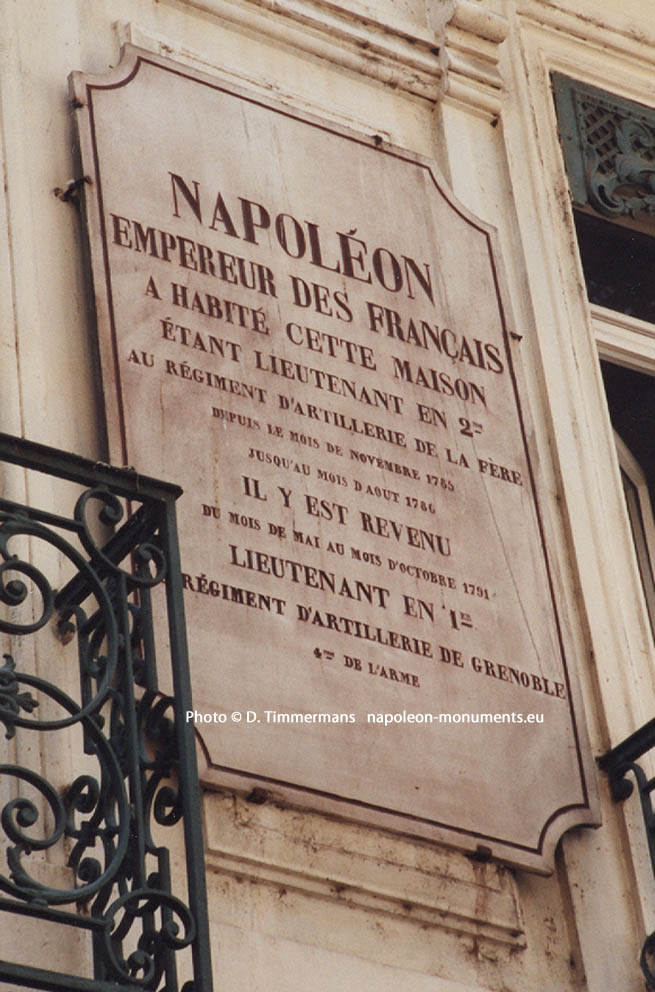 NAPOLÉON
EMPEREUR DES FRANÇAIS
A HABITÉ CETTE MAISON
ÉTANT LIEUTENANT EN 2ME
AU RÉGIMENT D'ARTILLERIE DE LA FÈRE
DEPUIS LE MOIS DE NOVEMBRE 1785
JUSQU'AU MOIS D'AOUT 1786
IL Y EST REVENU
DU MOIS DE MAI AU MOIS D'OCTOBRE 1791
LIEUTENANT EN 1ER
RÉGIMENT D'ARTILLERIE DE GRENOBLE
4ME DE L'ARME
Photo © D. Timmermans napoleon-monuments.eu